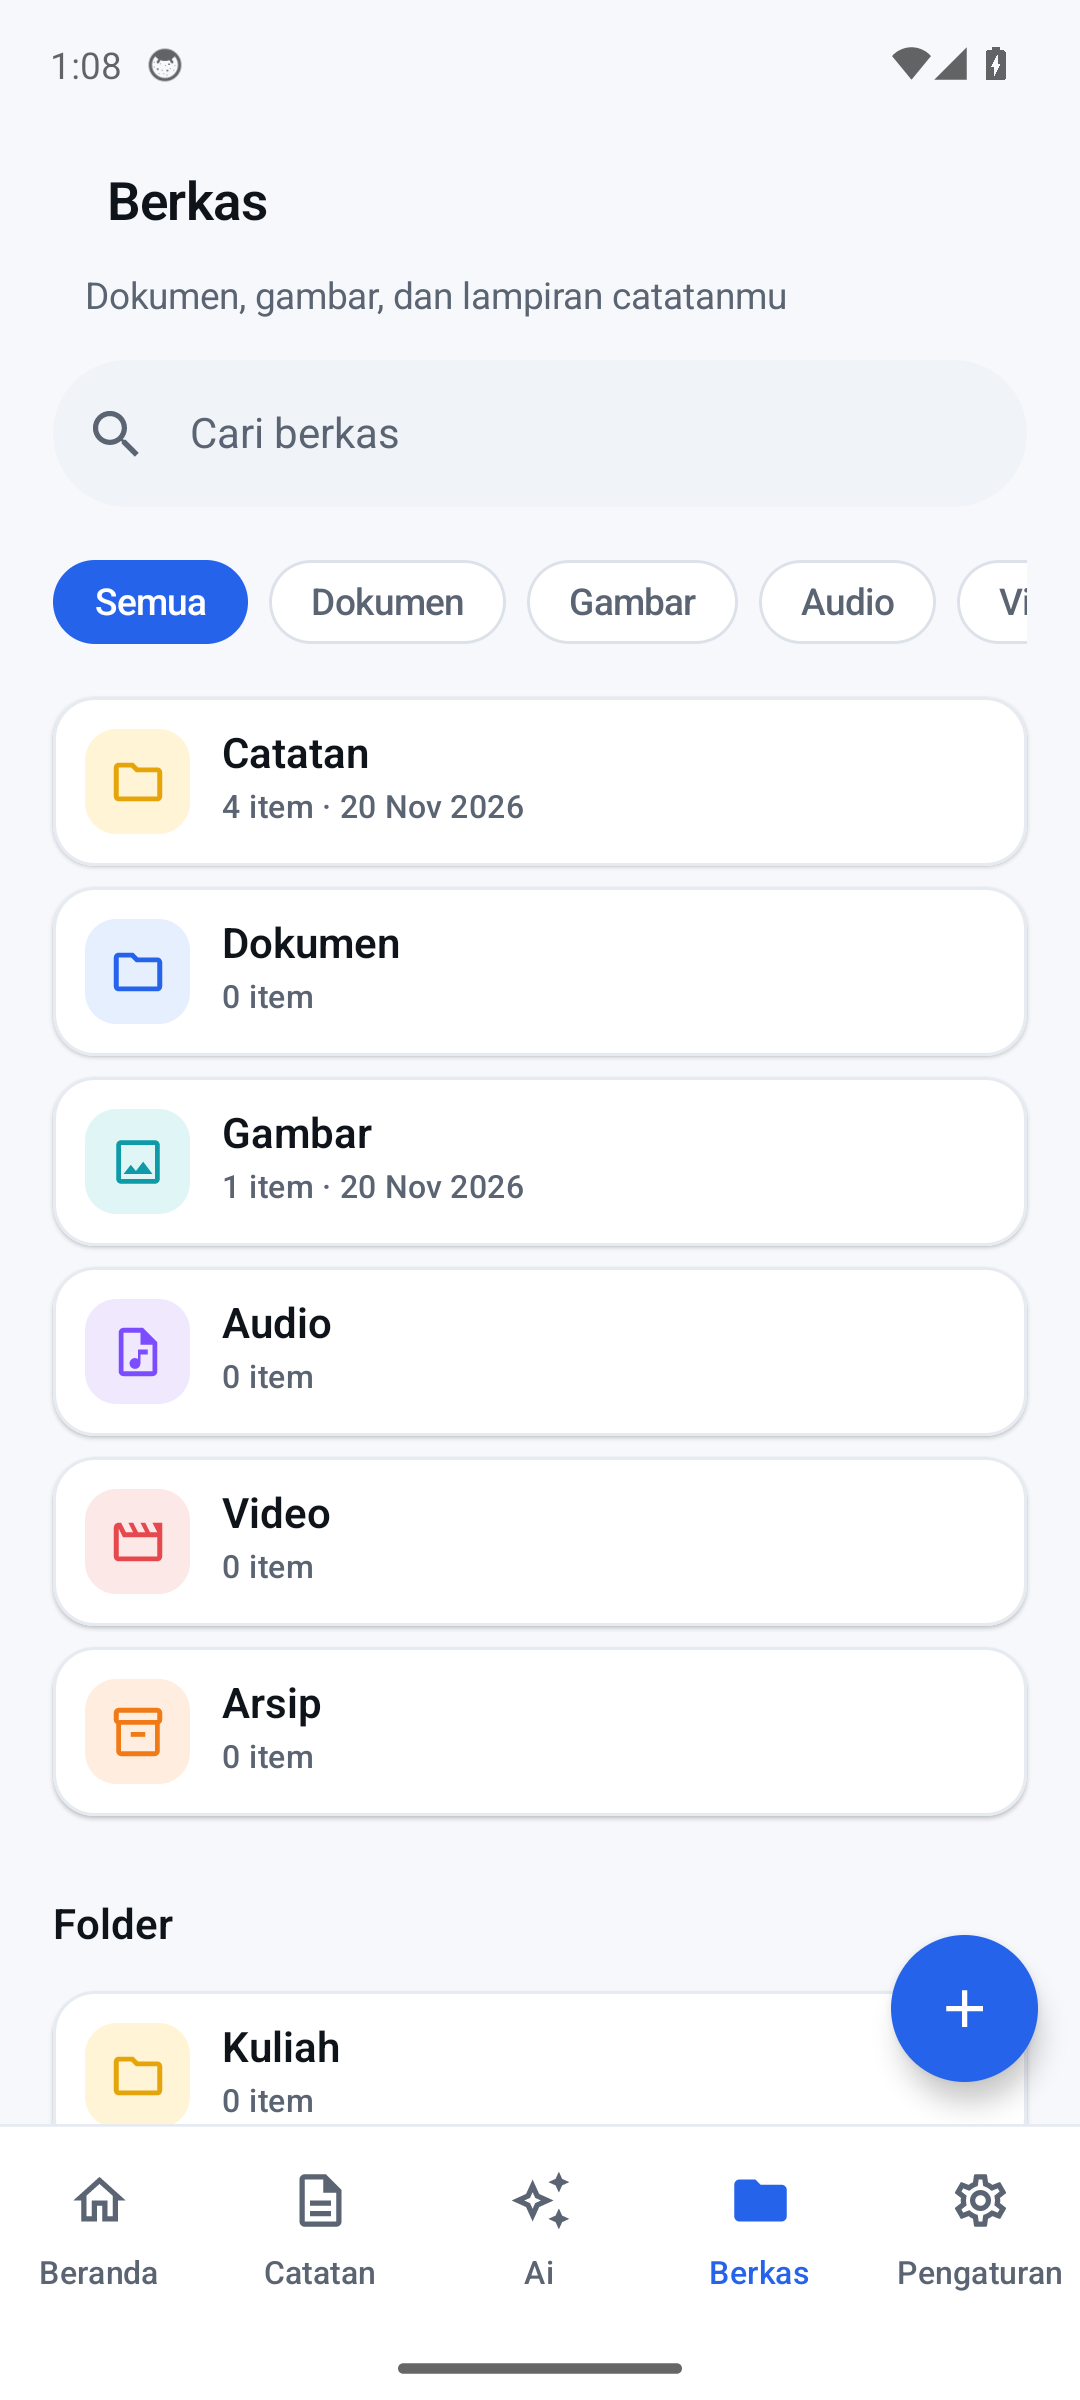 1:08
Berkas
Dokumen, gambar, dan lampiran catatanmu
Cari berkas
Semua
Dokumen
Gambar
Audio
Vi
Catatan
4 item · 20 Nov 2026
Dokumen
0 item
Gambar
1 item · 20 Nov 2026
Audio
0 item
Video
0 item
Arsip
0 item
Folder
Kuliah
0 item
Beranda
Catatan
Ai
Berkas
Pengaturan